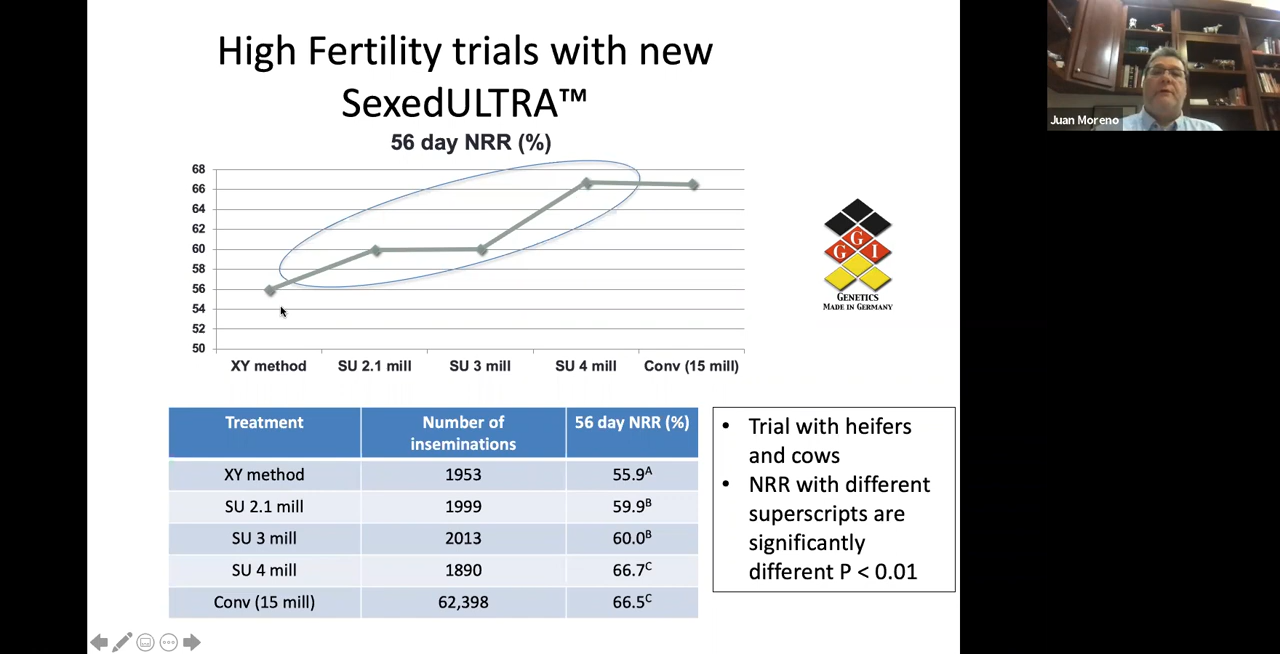 High Fertility trials with new
SexedULTRA™
56 day NRR (%)
68
66
64
62
60
58
56
54
52
50
XY method SU 2.1 mill SU 3 mill SU 4 mill Conv (15 mill)
G
G I
GENETICS
MADE IN GERMANY
Treatment Number of inseminations 56 day NRR (%)
XY method 1953 55.9A
SU 2.1 mill 1999 59.9B
SU 3 mill 2013 60.0B
SU 4 mill 1890 66.7C
Conv (15 mill) 62,398 66.5C
• Trial with heifers
and cows
• NRR with different
superscripts are
significantly
different P < 0.01
Juan Moreno